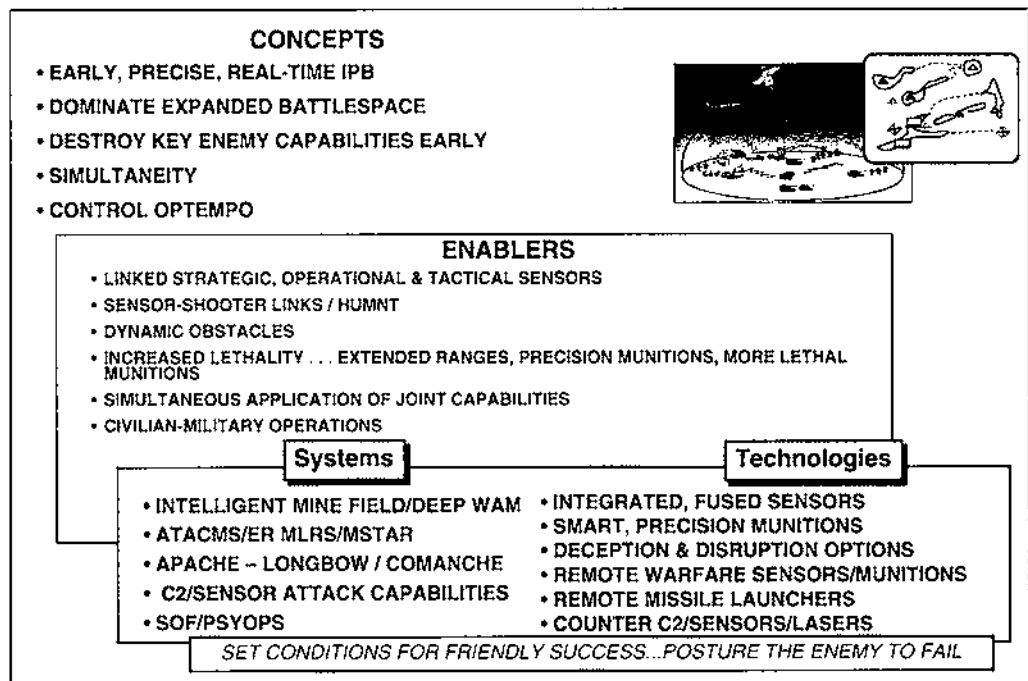 CONCEPTS
• EARLY, PRECISE, REAL-TIME IPB
• DOMINATE EXPANDED BATTLESPACE
• DESTROY KEY ENEMY CAPABILITIES EARLY
• SIMULTANEITY
• CONTROL OPTEMPO
ENABLERS
• LINKED STRATEGIC, OPERATIONAL & TACTICAL SENSORS
• SENSOR-SHOOTER LINKS / HUMNT
• DYNAMIC OBSTACLES
• INCREASED LETHALITY . . . EXTENDED RANGES, PRECISION MUNITIONS, MORE LETHAL
MUNITIONS
• SIMULTANEOUS APPLICATION OF JOINT CAPABILITIES
• CIVILIAN-MILITARY OPERATIONS
Systems
• INTELLIGENT MINE FIELD/DEEP WAM
• ATACMS/ER MLRS/MSTAR
• APACHE – LONGBOW / COMANCHE
• C2/SENSOR ATTACK CAPABILITIES
• SOF/PSYOPS
Technologies
• INTEGRATED, FUSED SENSORS
• SMART, PRECISION MUNITIONS
• DECEPTION & DISRUPTION OPTIONS
• REMOTE WARFARE SENSORS/MUNITIONS
• REMOTE MISSILE LAUNCHERS
• COUNTER C2/SENSORS/LASERS
SET CONDITIONS FOR FRIENDLY SUCCESS...POSTURE THE ENEMY TO FAIL